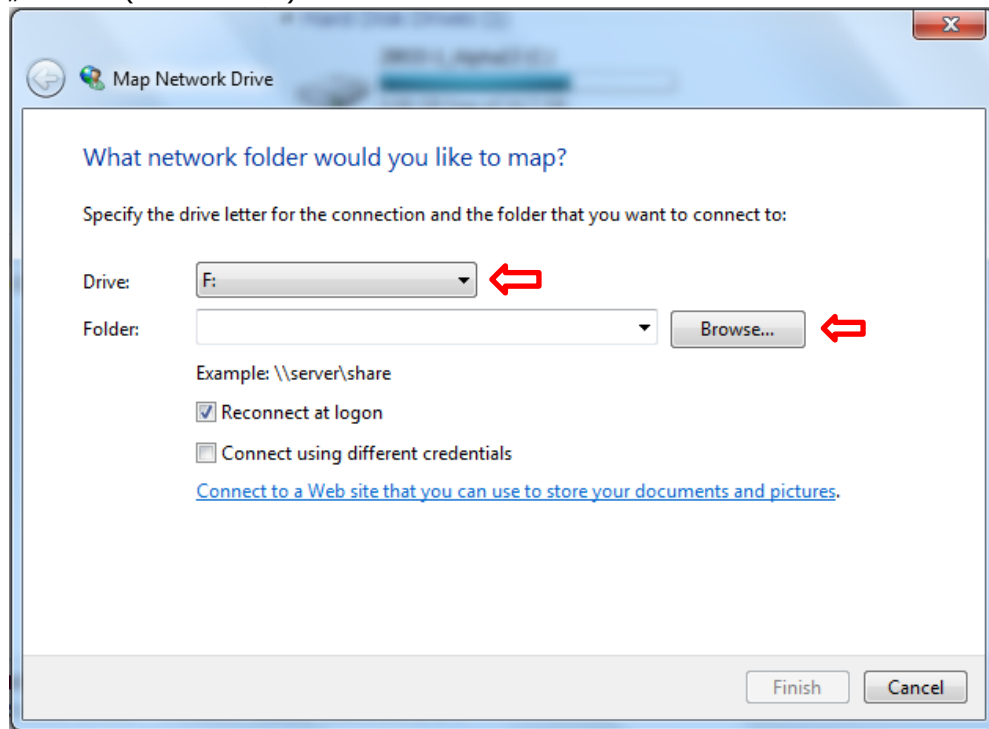 Map Network Drive
What network folder would you like to map?
Specify the drive letter for the connection and the folder that you want to connect to:
Drive: F:
Folder: Browse...
Example: \\server\share
Reconnect at logon
Connect using different credentials
Connect to a Web site that you can use to store your documents and pictures.
Finish Cancel